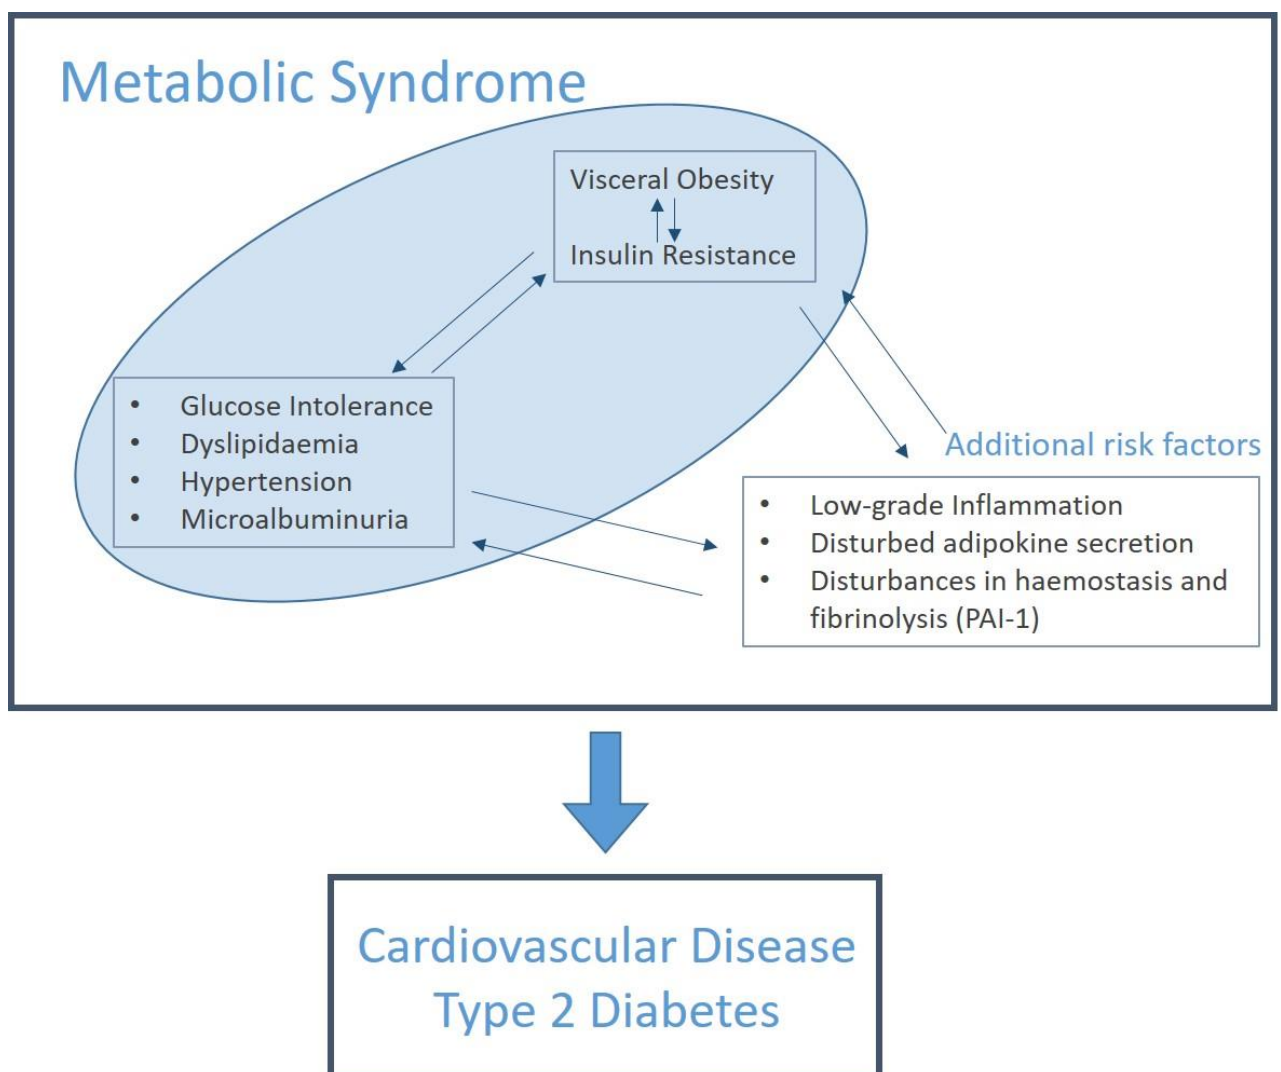 Metabolic Syndrome
Visceral Obesity
Insulin Resistance
• Glucose Intolerance
• Dyslipidaemia
• Hypertension
• Microalbuminuria
Additional risk factors
• Low-grade Inflammation
• Disturbed adipokine secretion
• Disturbances in haemostasis and
fibrinolysis (PAI-1)
Cardiovascular Disease
Type 2 Diabetes